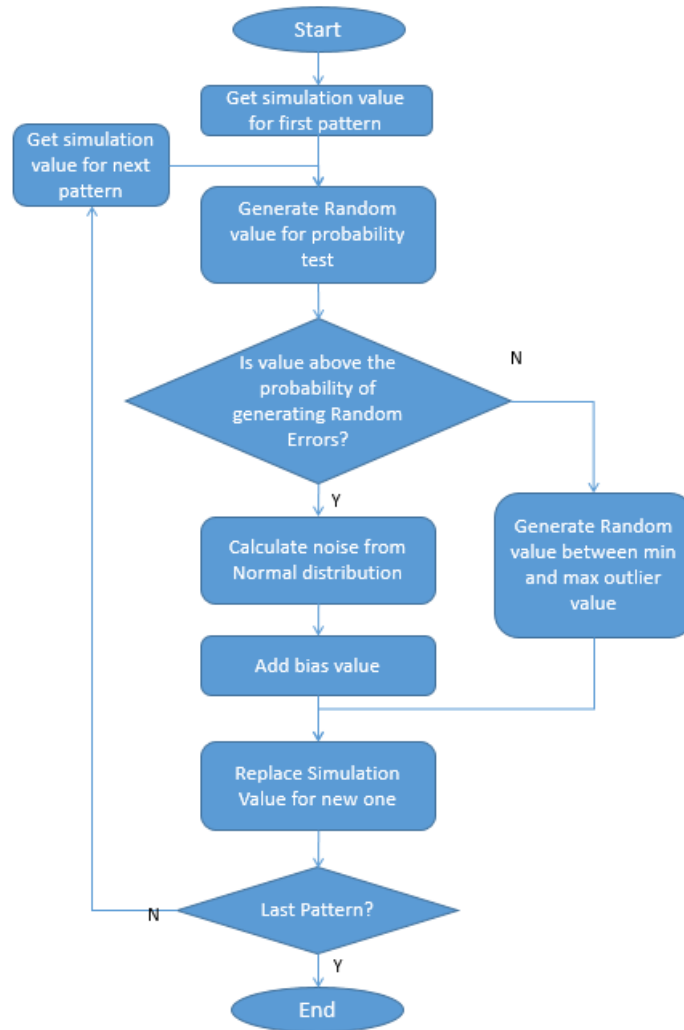 Start
Get simulation value
for first pattern
Get simulation
value for next
pattern
Generate Random
value for probability
test
Is value above the
probability of
generating Random
Errors?
N
Y
Calculate noise from
Normal distribution
Generate Random
value between min
and max outlier
value
Add bias value
Replace Simulation
Value for new one
Last Pattern?
N
Y
End